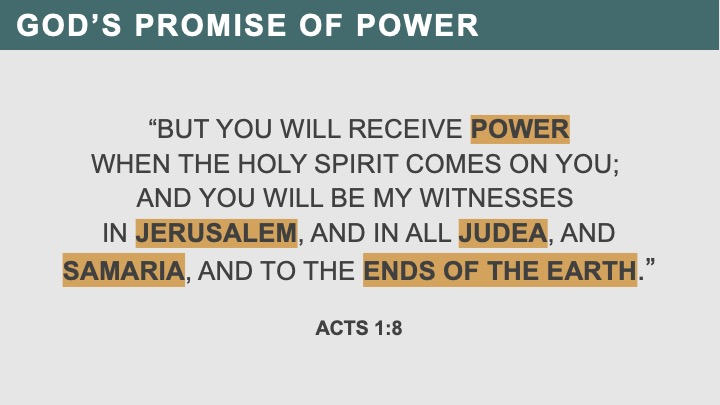 GOD’S PROMISE OF POWER
“BUT YOU WILL RECEIVE POWER
WHEN THE HOLY SPIRIT COMES ON YOU;
AND YOU WILL BE MY WITNESSES
IN JERUSALEM, AND IN ALL JUDEA, AND
SAMARIA, AND TO THE ENDS OF THE EARTH.”
ACTS 1:8